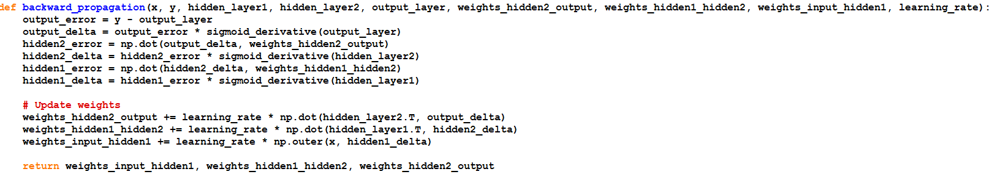 def backward_propagation(x, y, hidden_layer1, hidden_layer2, output_layer, weights_hidden2_output, weights_hidden1_hidden2, weights_input_hidden1, learning_rate):
    output_error = y - output_layer
    output_delta = output_error * sigmoid_derivative(output_layer)
    hidden2_error = np.dot(output_delta, weights_hidden2_output)
    hidden2_delta = hidden2_error * sigmoid_derivative(hidden_layer2)
    hidden1_error = np.dot(hidden2_delta, weights_hidden1_hidden2)
    hidden1_delta = hidden1_error * sigmoid_derivative(hidden_layer1)
    # Update weights
    weights_hidden2_output += learning_rate * np.dot(hidden_layer2.T, output_delta)
    weights_hidden1_hidden2 += learning_rate * np.dot(hidden_layer1.T, hidden2_delta)
    weights_input_hidden1 += learning_rate * np.outer(x, hidden1_delta)
    return weights_input_hidden1, weights_hidden1_hidden2, weights_hidden2_output